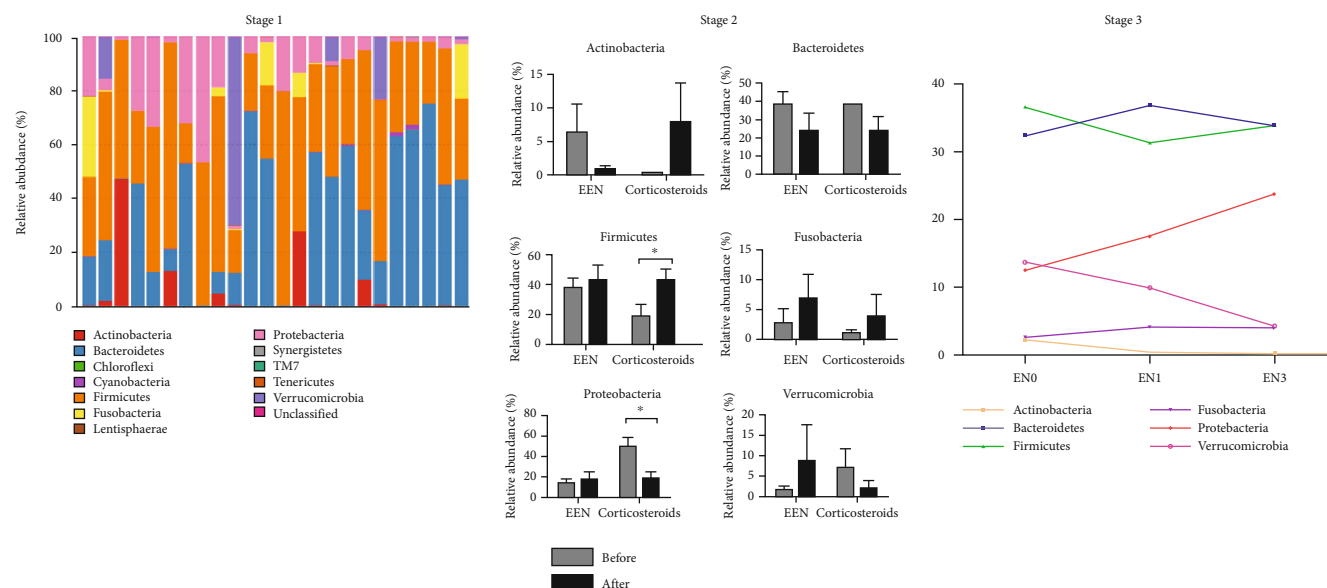 Stage 1
Relative abudance (%)
100
80
60
40
20
0
Actinobacteria
Bacteroidetes
Chloroflexi
Cyanobacteria
Firmicutes
Fusobacteria
Lentisphaerae
Protebacteria
Synergistetes
TM7
Tenericutes
Verrucomicrobia
Unclassified
Stage 2
Actinobacteria
Relative abundance (%)
15
10
5
0
EEN Corticosteroids
Bacteroidetes
Relative abundance (%)
50
40
30
20
10
0
EEN Corticosteroids
Firmicutes
Relative abundance (%)
60
40
20
0
*
EEN Corticosteroids
Fusobacteria
Relative abundance (%)
15
10
5
0
EEN Corticosteroids
Proteobacteria
Relative abundance (%)
80
60
40
20
0
*
EEN Corticosteroids
Verrucomicrobia
Relative abundance (%)
20
15
10
5
0
EEN Corticosteroids
Before
After
Stage 3
40
30
20
10
0
EN0 EN1 EN3
Actinobacteria
Bacteroidetes
Firmicutes
Fusobacteria
Protebacteria
Verrucomicrobia